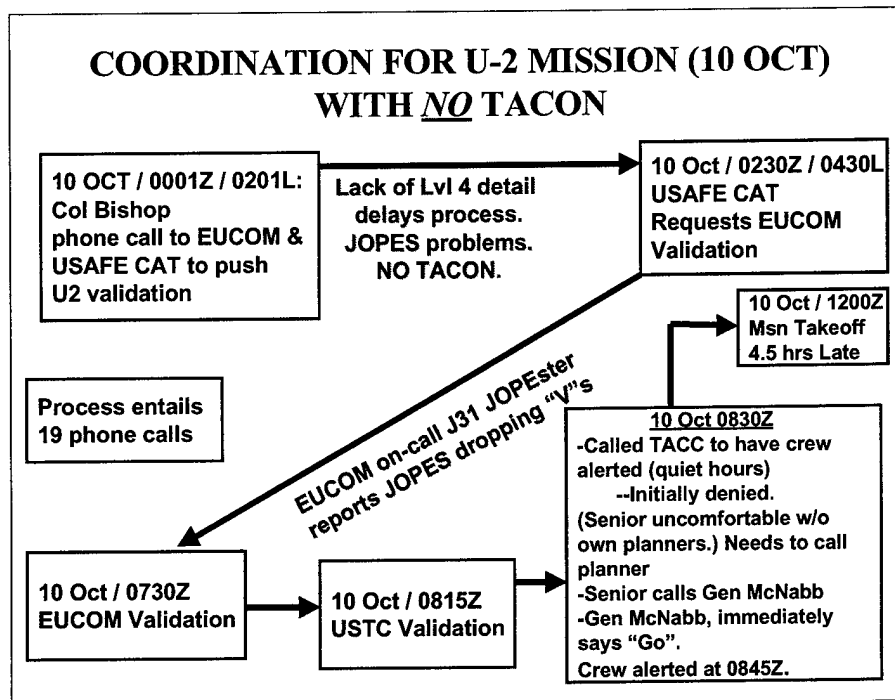 COORDINATION FOR U-2 MISSION (10 OCT)
WITH NO TACON
10 OCT / 0001Z / 0201L:
Col Bishop
phone call to EUCOM &
USAFE CAT to push
U2 validation
Lack of Lvl 4 detail
delays process.
JOPES problems.
NO TACON.
10 Oct / 0230Z / 0430L
USAFE CAT
Requests EUCOM
Validation
EUCOM on-call J31 JOPEster
reports JOPES dropping “V”s
10 Oct / 0730Z
EUCOM Validation
10 Oct / 0815Z
USTC Validation
10 Oct 0830Z
-Called TACC to have crew
alerted (quiet hours)
--Initially denied.
(Senior uncomfortable w/o
own planners.) Needs to call
planner
-Senior calls Gen McNabb
-Gen McNabb, immediately
says “Go”.
Crew alerted at 0845Z.
10 Oct / 1200Z
Msn Takeoff
4.5 hrs Late
Process entails
19 phone calls